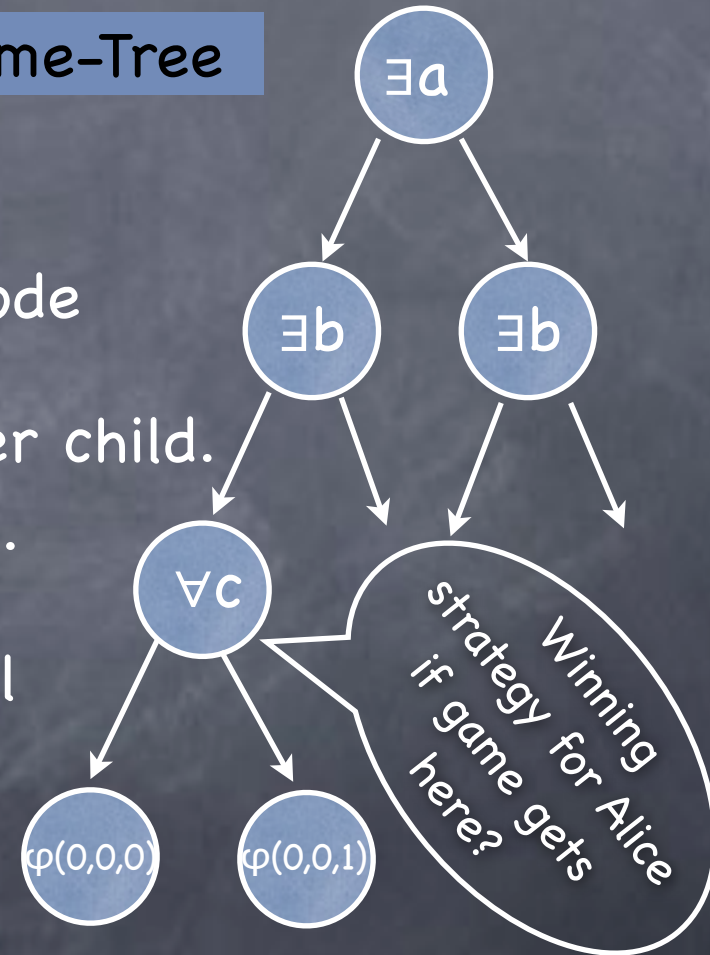 me-Tree
∃a
ode
∃b
∃b
er child.
.
∀c
l
φ(0,0,0)
φ(0,0,1)
Winning
strategy for Alice
if game gets
here?